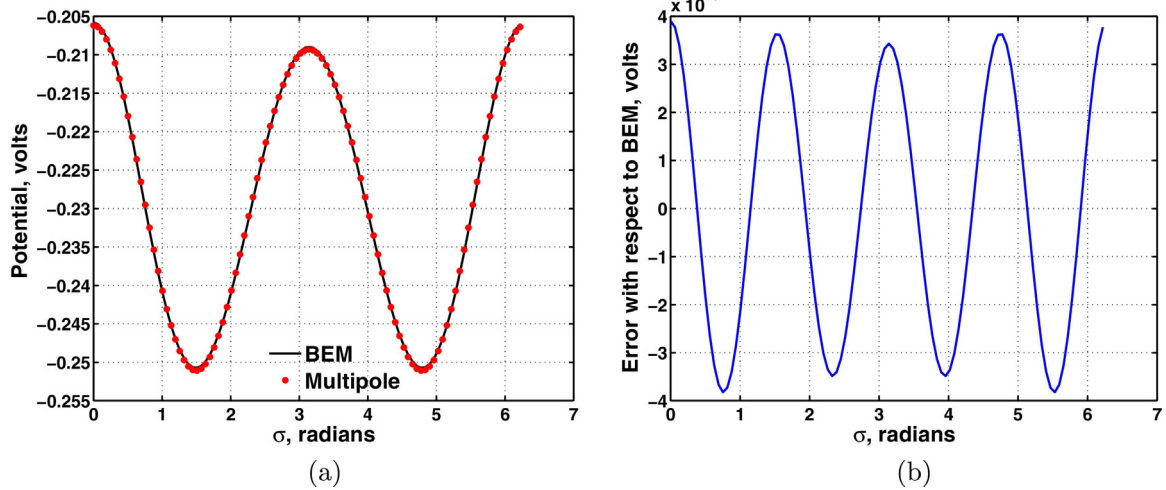 −0.205
−0.21
−0.215
−0.22
−0.225
−0.23
−0.235
−0.24
−0.245
−0.25
−0.255
Potential, volts
BEM
Multipole
0 1 2 3 4 5 6 7
σ, radians
(a)
x 10
4
3
2
1
0
−1
−2
−3
−4
Error with respect to BEM, volts
0 1 2 3 4 5 6 7
σ, radians
(b)